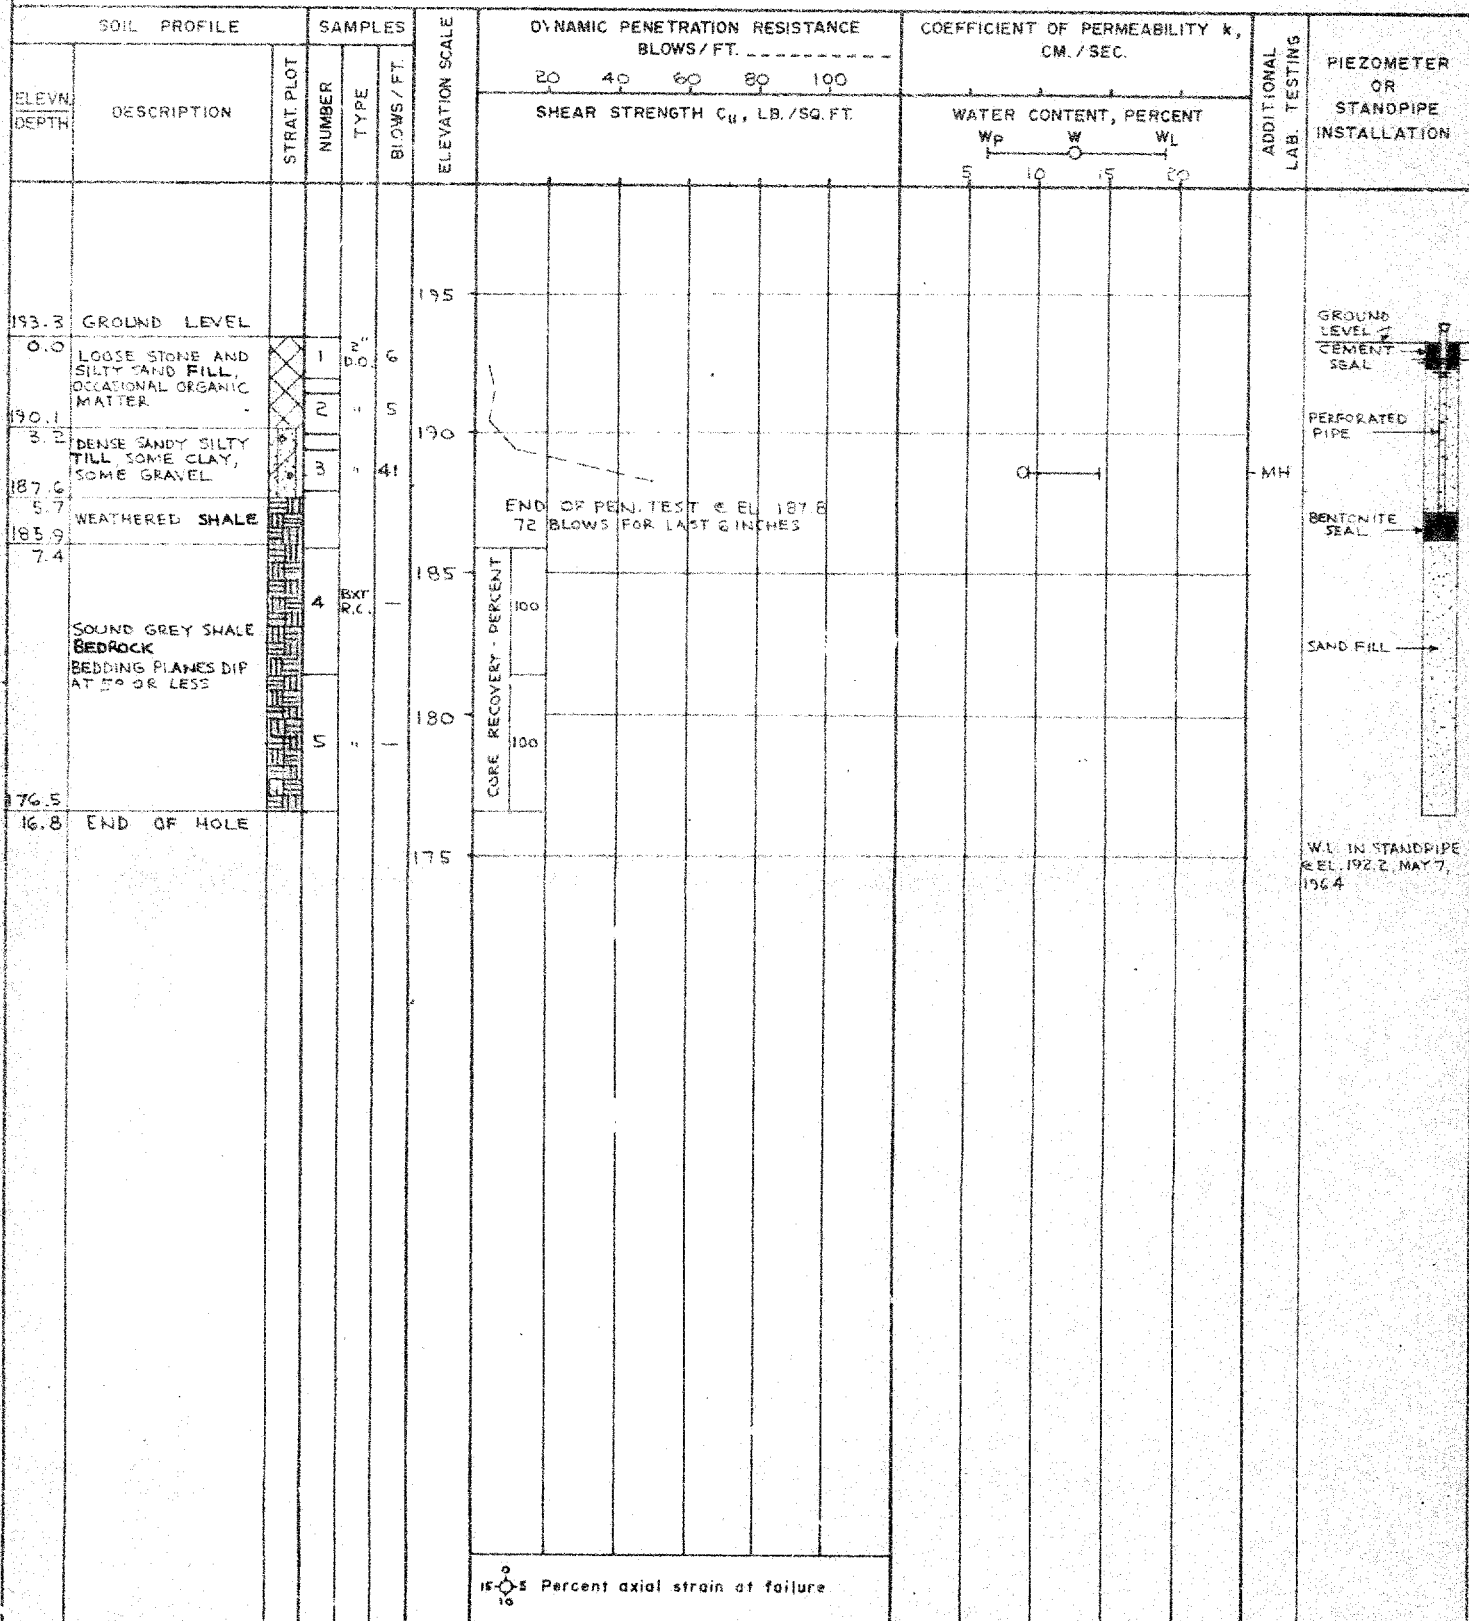 SOIL PROFILE
SAMPLES
ELEVN.
DEPTH
DESCRIPTION
STRAT. PLOT
NUMBER
TYPE
BLOWS / FT.
ELEVATION SCALE
DYNAMIC PENETRATION RESISTANCE
BLOWS / FT.
20 40 60 80 100
SHEAR STRENGTH Cu, LB./SQ.FT.
COEFFICIENT OF PERMEABILITY k,
CM. / SEC.
WATER CONTENT, PERCENT
WP W WL
5 10 15 20
ADDITIONAL
LAB. TESTING
PIEZOMETER
OR
STANDPIPE
INSTALLATION
195
190
185
180
175
193.3 GROUND LEVEL
0.0
LOOSE STONE AND
SILTY SAND FILL,
OCCASIONAL ORGANIC
MATTER
1 2" D.O. 6
2 " 5
190.1
3.2
DENSE SANDY SILTY
TILL SOME CLAY,
SOME GRAVEL
3 " 41
187.6
5.7
WEATHERED SHALE
185.9
7.4
SOUND GREY SHALE
BEDROCK
BEDDING PLANES DIP
AT 5° OR LESS
4 BXT R.C. —
5 " —
176.5
16.8 END OF HOLE
END OF PEN. TEST @ EL 187.8
72 BLOWS FOR LAST 6 INCHES
CORE RECOVERY - PERCENT
100
100
MH
GROUND
LEVEL
CEMENT
SEAL
PERFORATED
PIPE
BENTONITE
SEAL
SAND FILL
W.L. IN STANDPIPE
@ EL. 192.2, MAY 7,
1964
0
15 5 Percent axial strain at failure
10